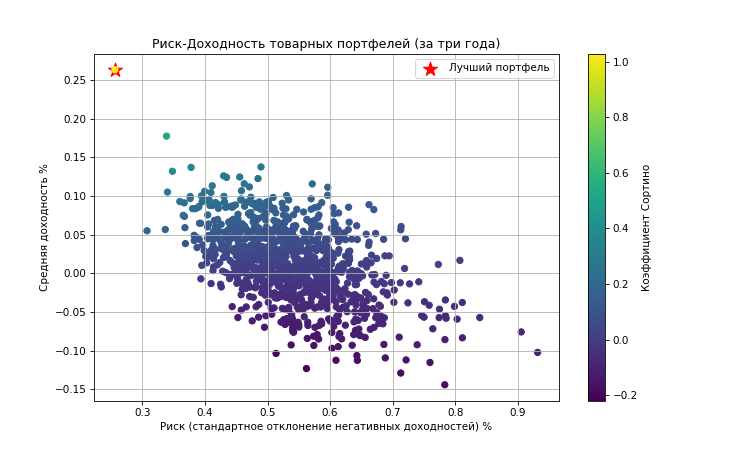 Риск-Доходность товарных портфелей (за три года)
Лучший портфель
Средняя доходность %
0.25
0.20
0.15
0.10
0.05
0.00
−0.05
−0.10
−0.15
0.3 0.4 0.5 0.6 0.7 0.8 0.9
Риск (стандартное отклонение негативных доходностей) %
1.0
0.8
0.6
0.4
0.2
0.0
−0.2
Коэффициент Сортино